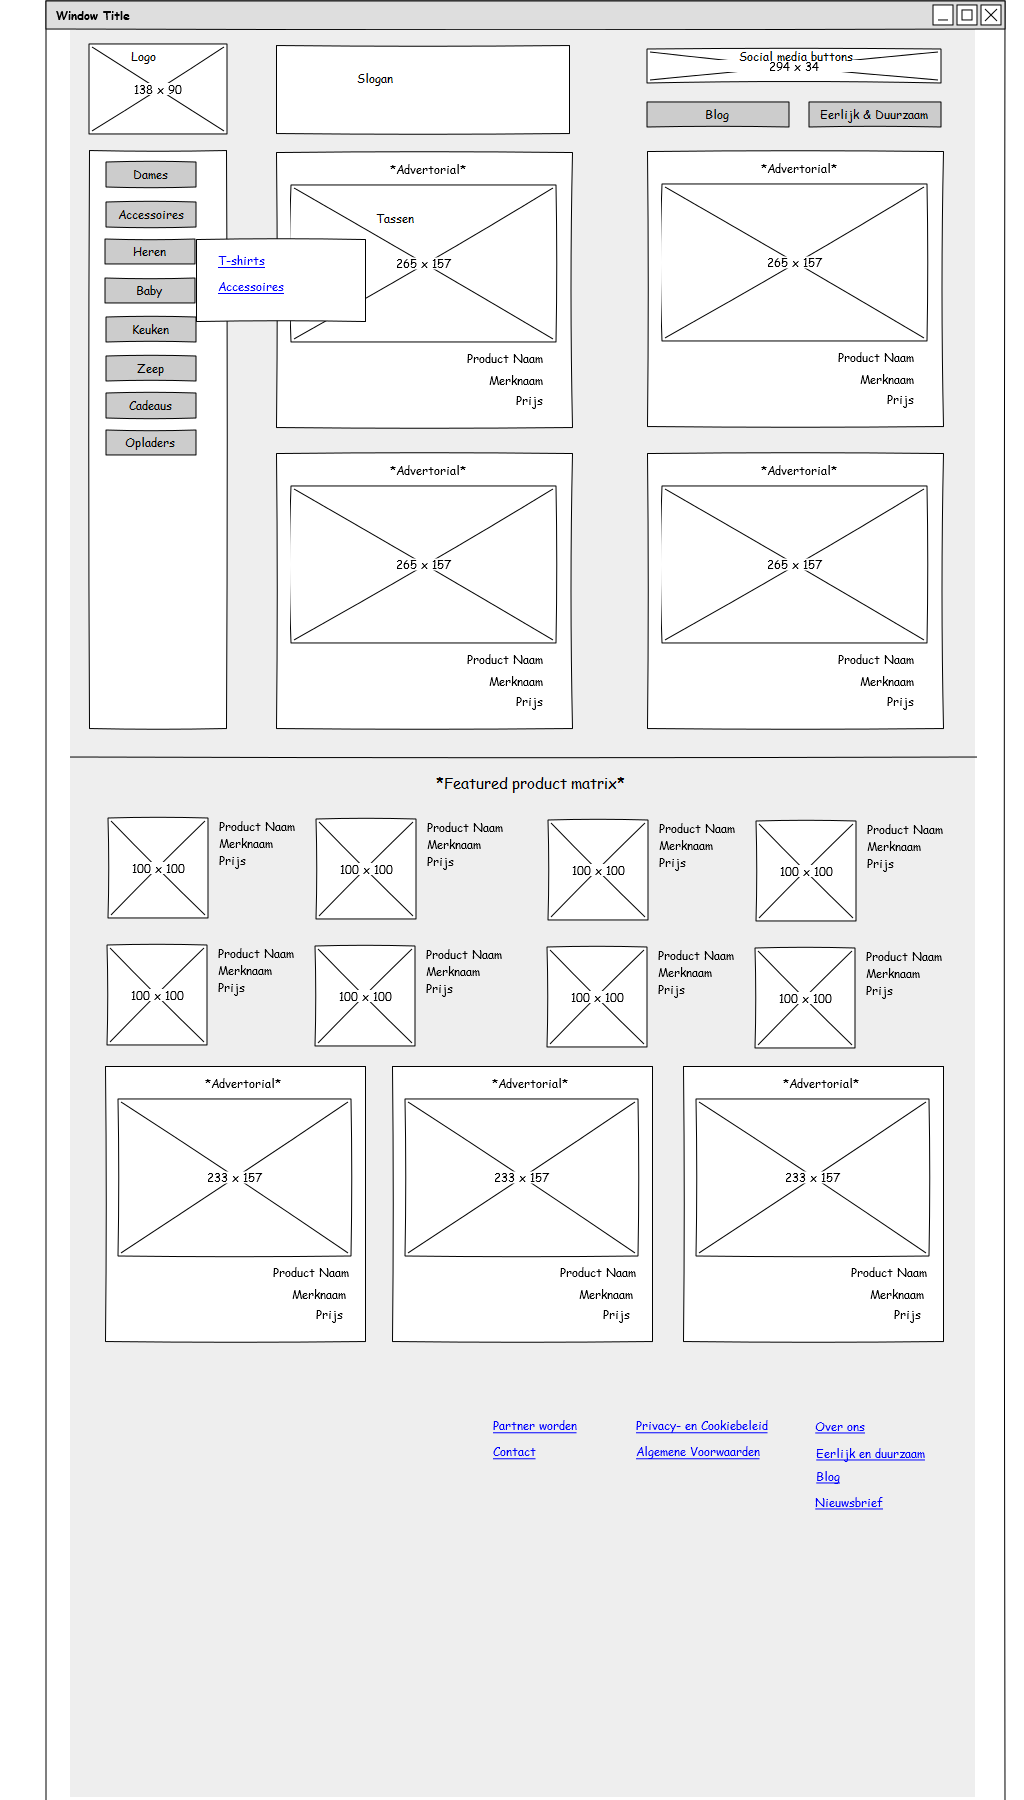 Window Title
Logo
138 x 90
Slogan
Social media buttons
294 x 34
Blog
Eerlijk & Duurzaam
Dames
Accessoires
Heren
Baby
Keuken
Zeep
Cadeaus
Opladers
T-shirts
Accessoires
*Advertorial*
Tassen
265 x 157
Product Naam
Merknaam
Prijs
*Advertorial*
265 x 157
Product Naam
Merknaam
Prijs
*Advertorial*
265 x 157
Product Naam
Merknaam
Prijs
*Advertorial*
265 x 157
Product Naam
Merknaam
Prijs
*Featured product matrix*
100 x 100
Product Naam
Merknaam
Prijs
100 x 100
Product Naam
Merknaam
Prijs
100 x 100
Product Naam
Merknaam
Prijs
100 x 100
Product Naam
Merknaam
Prijs
100 x 100
Product Naam
Merknaam
Prijs
100 x 100
Product Naam
Merknaam
Prijs
100 x 100
Product Naam
Merknaam
Prijs
100 x 100
Product Naam
Merknaam
Prijs
*Advertorial*
233 x 157
Product Naam
Merknaam
Prijs
*Advertorial*
233 x 157
Product Naam
Merknaam
Prijs
*Advertorial*
233 x 157
Product Naam
Merknaam
Prijs
Partner worden
Contact
Privacy- en Cookiebeleid
Algemene Voorwaarden
Over ons
Eerlijk en duurzaam
Blog
Nieuwsbrief